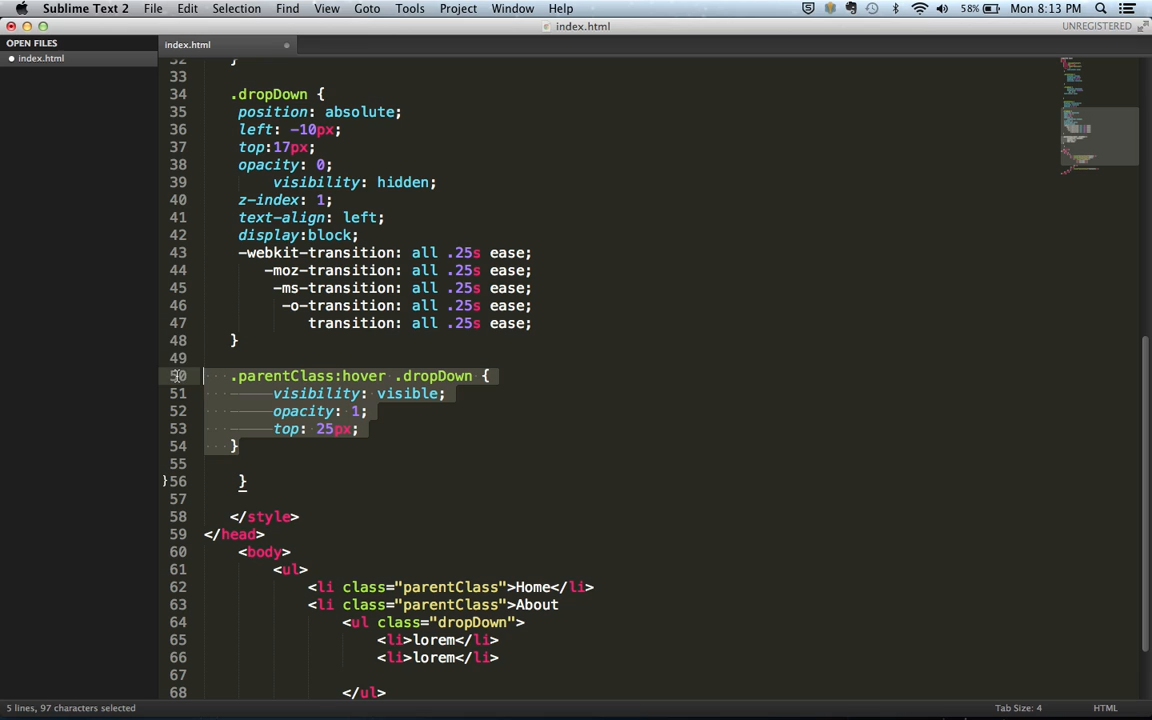 Sublime Text 2 File Edit Selection Find View Goto Tools Project Window Help 58% Mon 8:13 PM
index.html UNREGISTERED
OPEN FILES
index.html
index.html
32 }
33
34 .dropDown {
35 position: absolute;
36 left: -10px;
37 top:17px;
38 opacity: 0;
39 visibility: hidden;
40 z-index: 1;
41 text-align: left;
42 display:block;
43 -webkit-transition: all .25s ease;
44 -moz-transition: all .25s ease;
45 -ms-transition: all .25s ease;
46 -o-transition: all .25s ease;
47 transition: all .25s ease;
48 }
49
50 .parentClass:hover .dropDown {
51 visibility: visible;
52 opacity: 1;
53 top: 25px;
54 }
55
}56 }
57
58 </style>
59 </head>
60 <body>
61 <ul>
62 <li class="parentClass">Home</li>
63 <li class="parentClass">About
64 <ul class="dropDown">
65 <li>lorem</li>
66 <li>lorem</li>
67
68 </ul>
5 lines, 97 characters selected Tab Size: 4 HTML